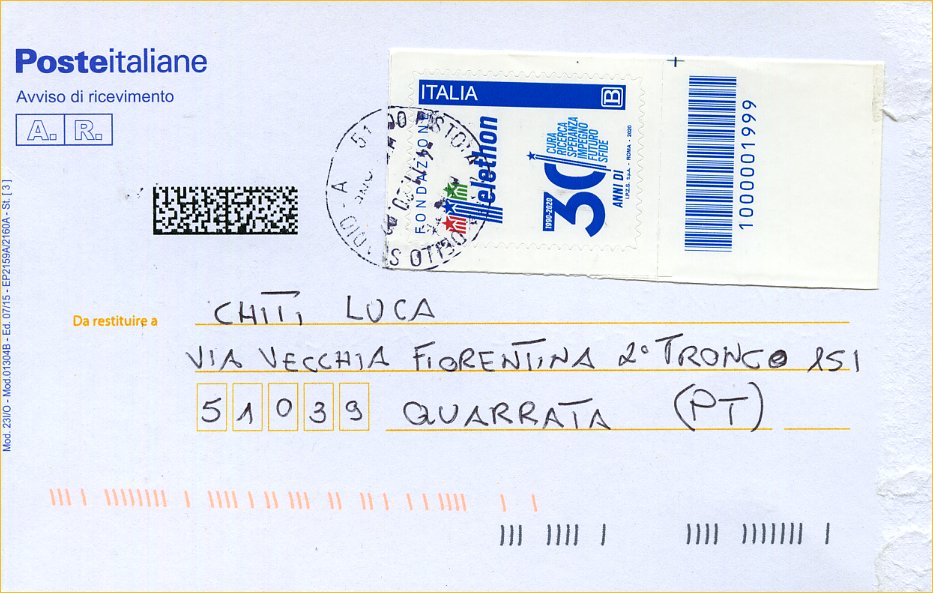 Posteitaliane
Avviso di ricevimento
A. R.
ITALIA B
FONDAZIONE
Telethon
1990-2020
30
ANNI DI
CURA
RICERCA
SPERANZA
IMPEGNO
FUTURO
SFIDE
I.P.Z.S. S.p.A. - ROMA - 2020
1000001999
Mod. 23I/O - Mod.01304B - Ed. 07/15 - EP2159A/2160A - St. [3]
Da restituire a
CHITI LUCA
VIA VECCHIA FIORENTINA 2° TRONCO 151
51039 QUARRATA (PT)